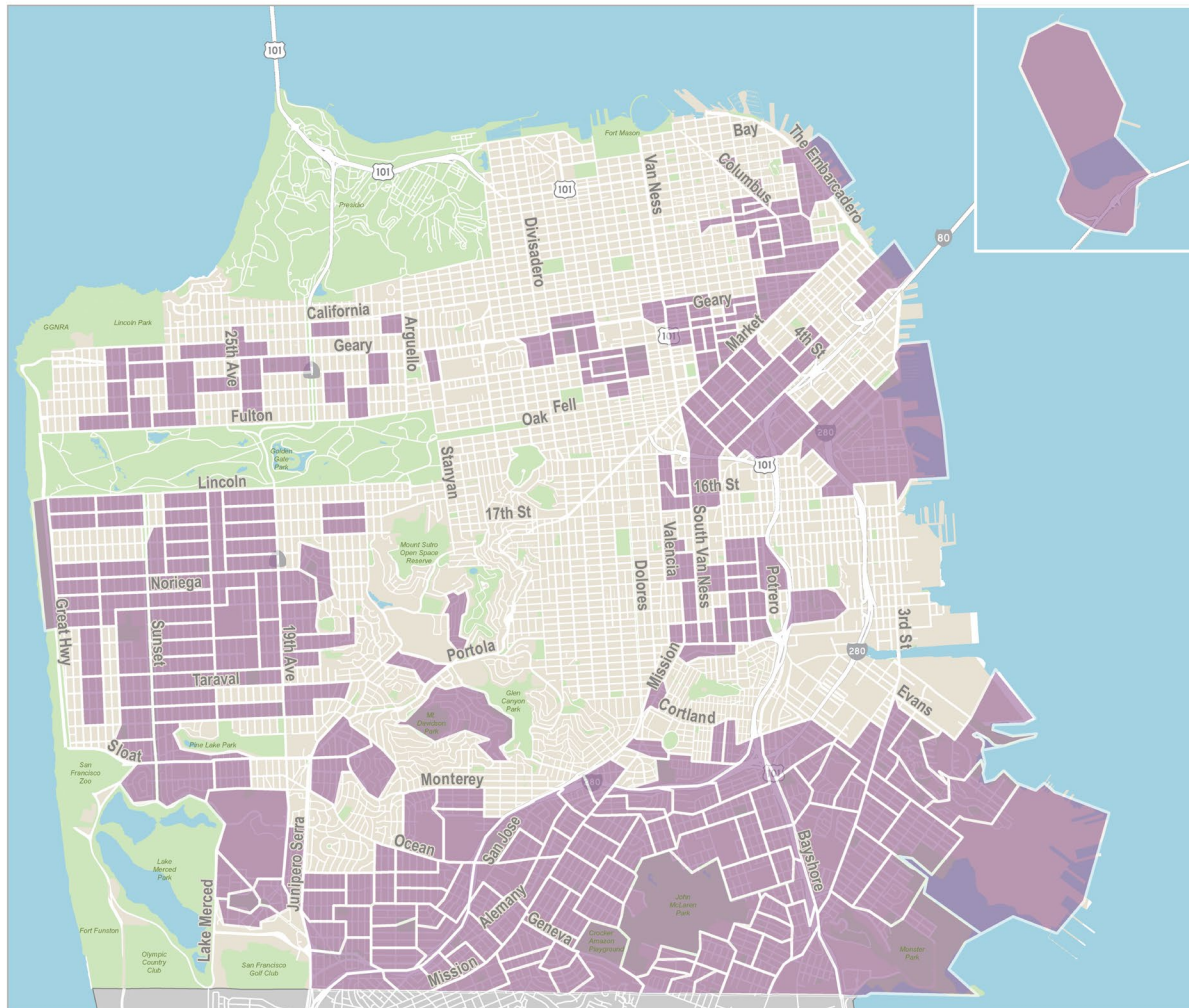 101
101
101
Fort Mason
Bay
The Embarcadero
Columbus
Van Ness
Presidio
Divisadero
80
GGNRA
Lincoln Park
California
25th Ave
Geary
Arguello
Geary
Market
4th St
101
Fulton
Oak
Fell
280
Golden
Gate
Park
Lincoln
Stanyan
101
16th St
17th St
Mount Sutro
Open Space
Reserve
Valencia
South Van Ness
Dolores
Potrero
Noriega
Great Hwy
Sunset
19th Ave
3rd St
Portola
Mission
280
Taraval
Glen
Canyon
Park
Mt
Davidson
Park
Cortland
Evans
Sloat
Pine Lake Park
San
Francisco
Zoo
Monterey
280
101
Ocean
San Jose
Junipero Serra
Bayshore
Lake
Merced
Park
Lake Merced
Alemany
Geneva
John
McLaren
Park
Crocker
Amazon
Playground
Fort Funston
Olympic
Country
Club
San Francisco
Golf Club
Mission